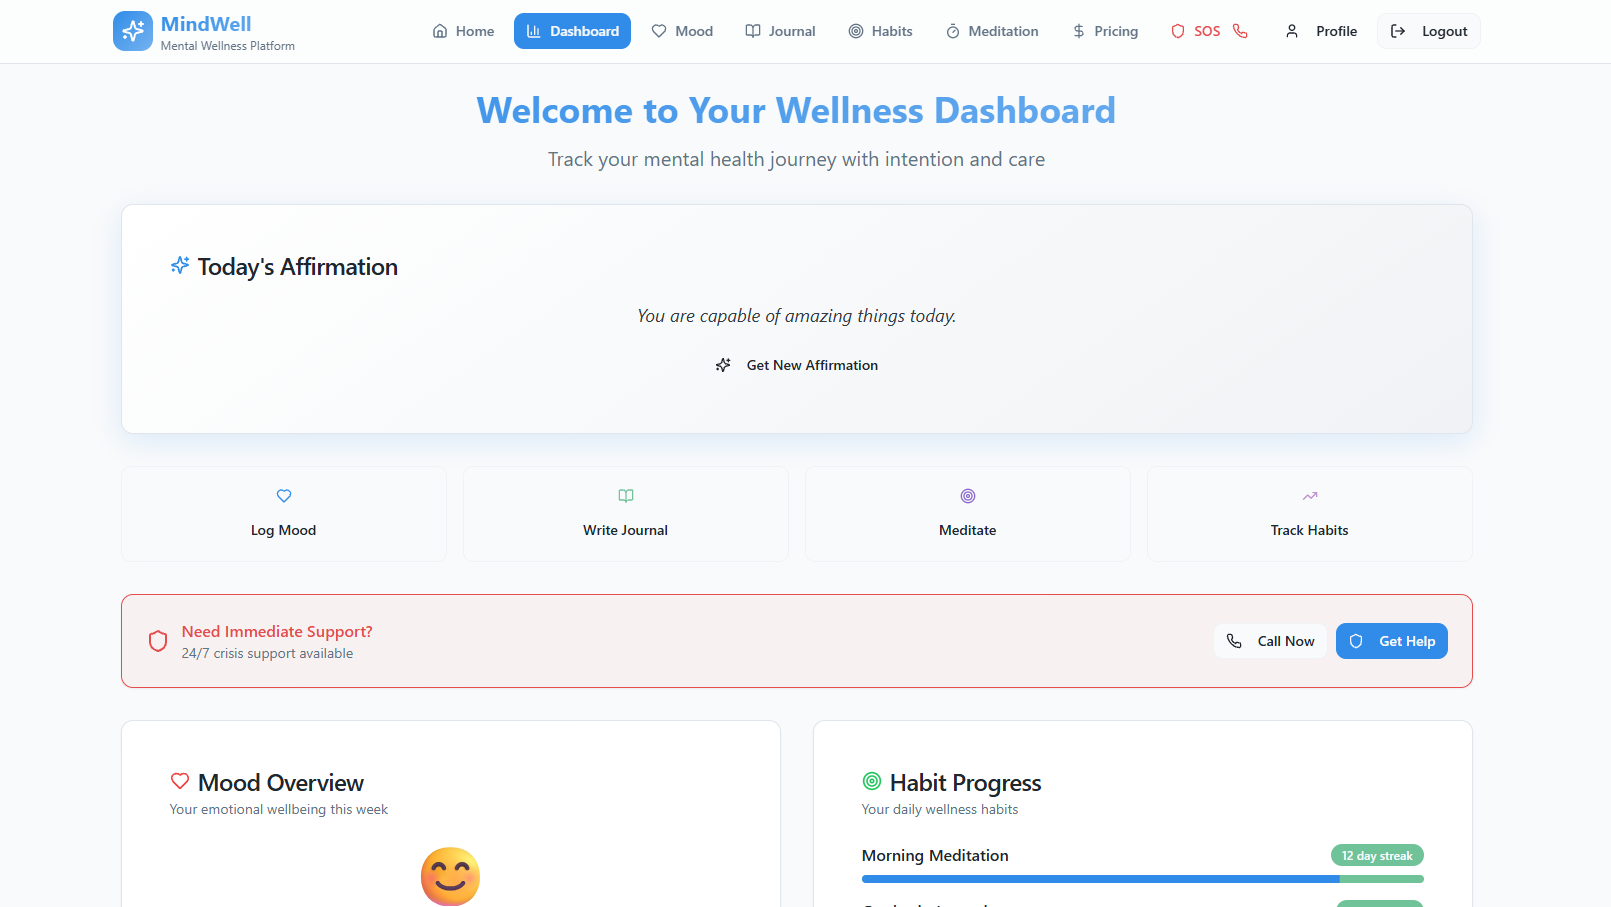 MindWell
Mental Wellness Platform
Home
Dashboard
Mood
Journal
Habits
Meditation
Pricing
SOS
Profile
Logout
Welcome to Your Wellness Dashboard
Track your mental health journey with intention and care
Today's Affirmation
You are capable of amazing things today.
Get New Affirmation
Log Mood
Write Journal
Meditate
Track Habits
Need Immediate Support?
24/7 crisis support available
Call Now
Get Help
Mood Overview
Your emotional wellbeing this week
Habit Progress
Your daily wellness habits
Morning Meditation
12 day streak